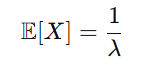 𝔼[X] = 1/λ